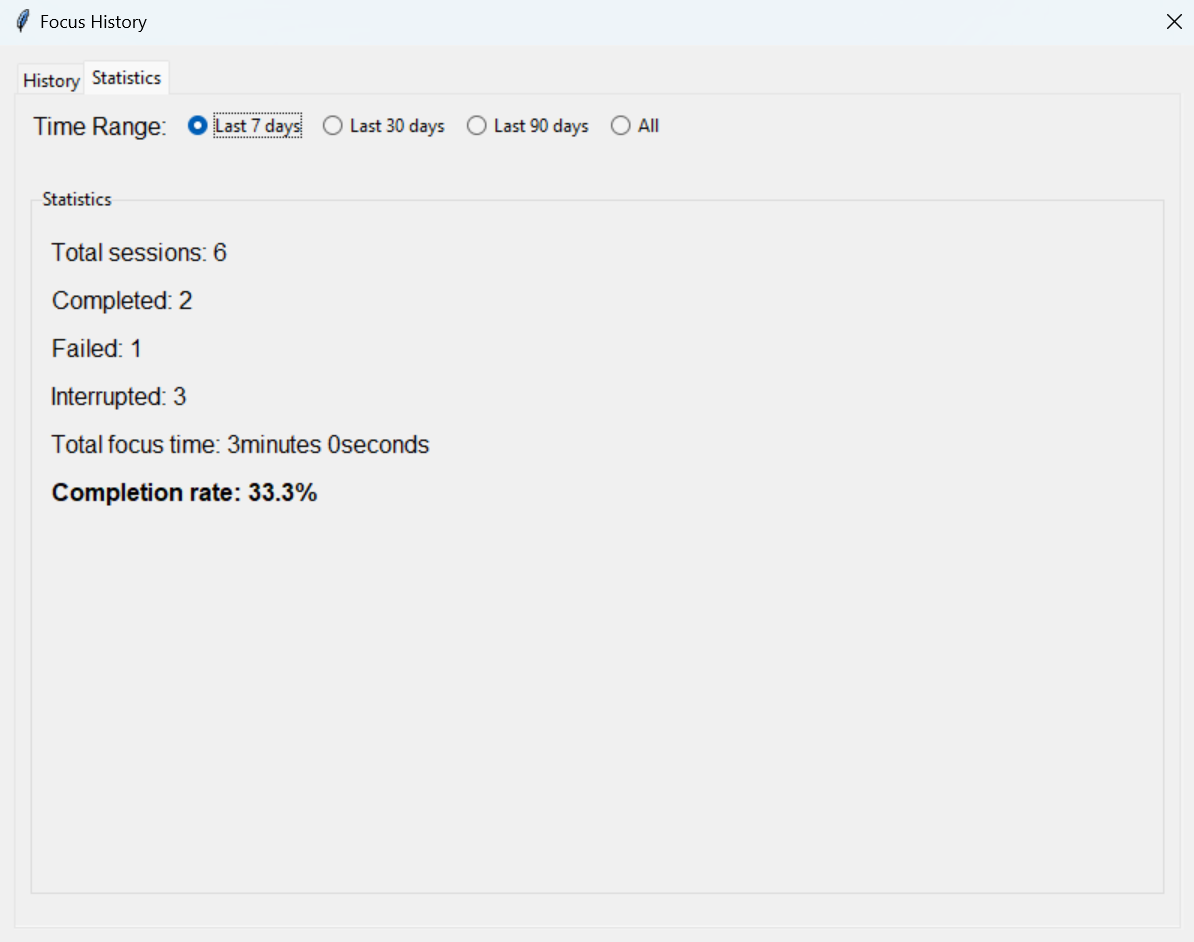 Focus History
History Statistics
Time Range: Last 7 days Last 30 days Last 90 days All
Statistics
Total sessions: 6
Completed: 2
Failed: 1
Interrupted: 3
Total focus time: 3minutes 0seconds
Completion rate: 33.3%